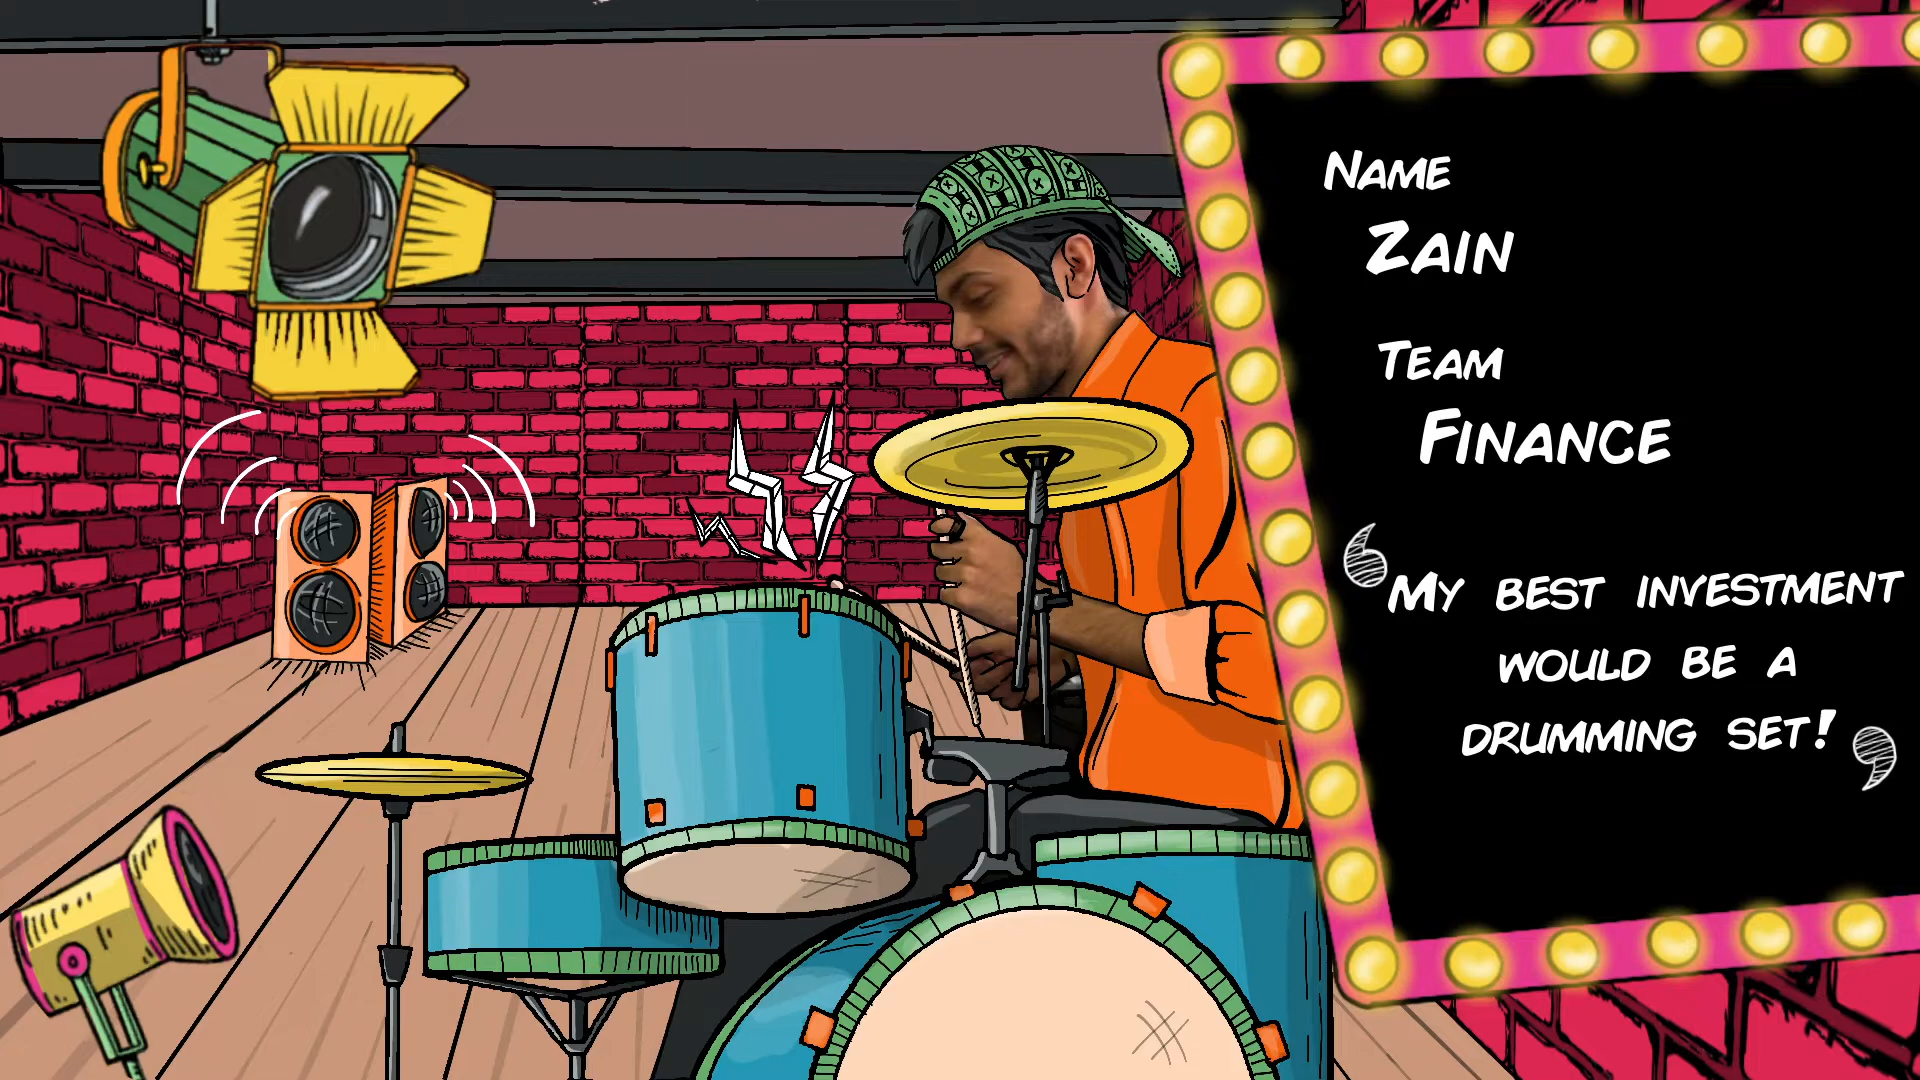 Name
Zain
Team
Finance
‘My best investment
would be a
drumming set!’